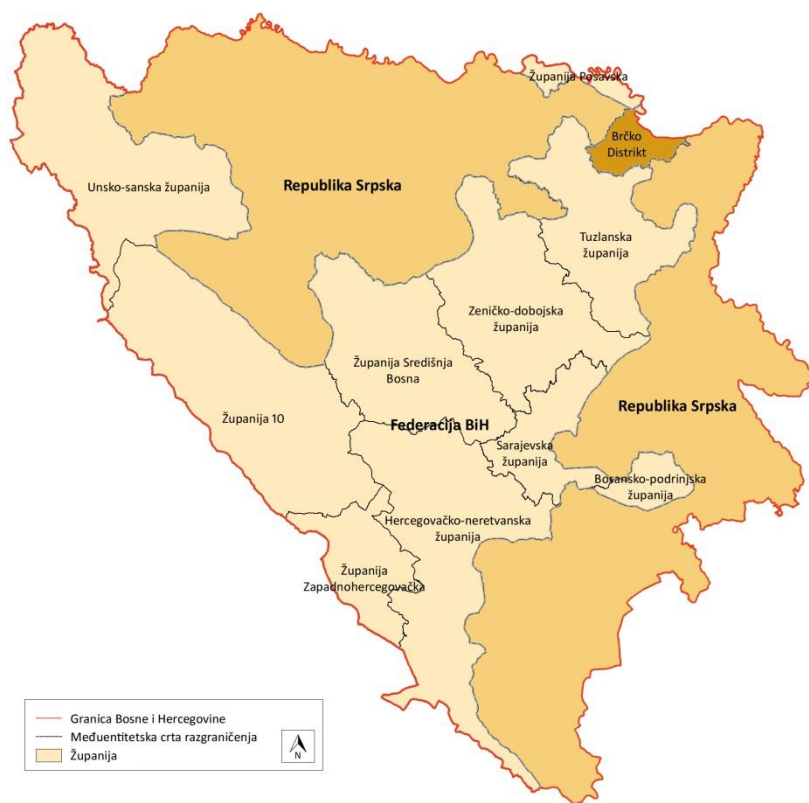 Županija Posavska
Brčko
Distrikt
Unsko-sanska županija
Republika Srpska
Tuzlanska
županija
Zeničko-dobojska
županija
Županija Središnja
Bosna
Republika Srpska
Županija 10
Federacija BiH
Sarajevska
županija
Bosansko-podrinjska
županija
Hercegovačko-neretvanska
županija
Županija
Zapadnohercegovačka
Granica Bosne i Hercegovine
Međuentitetska crta razgraničenja
Županija
N